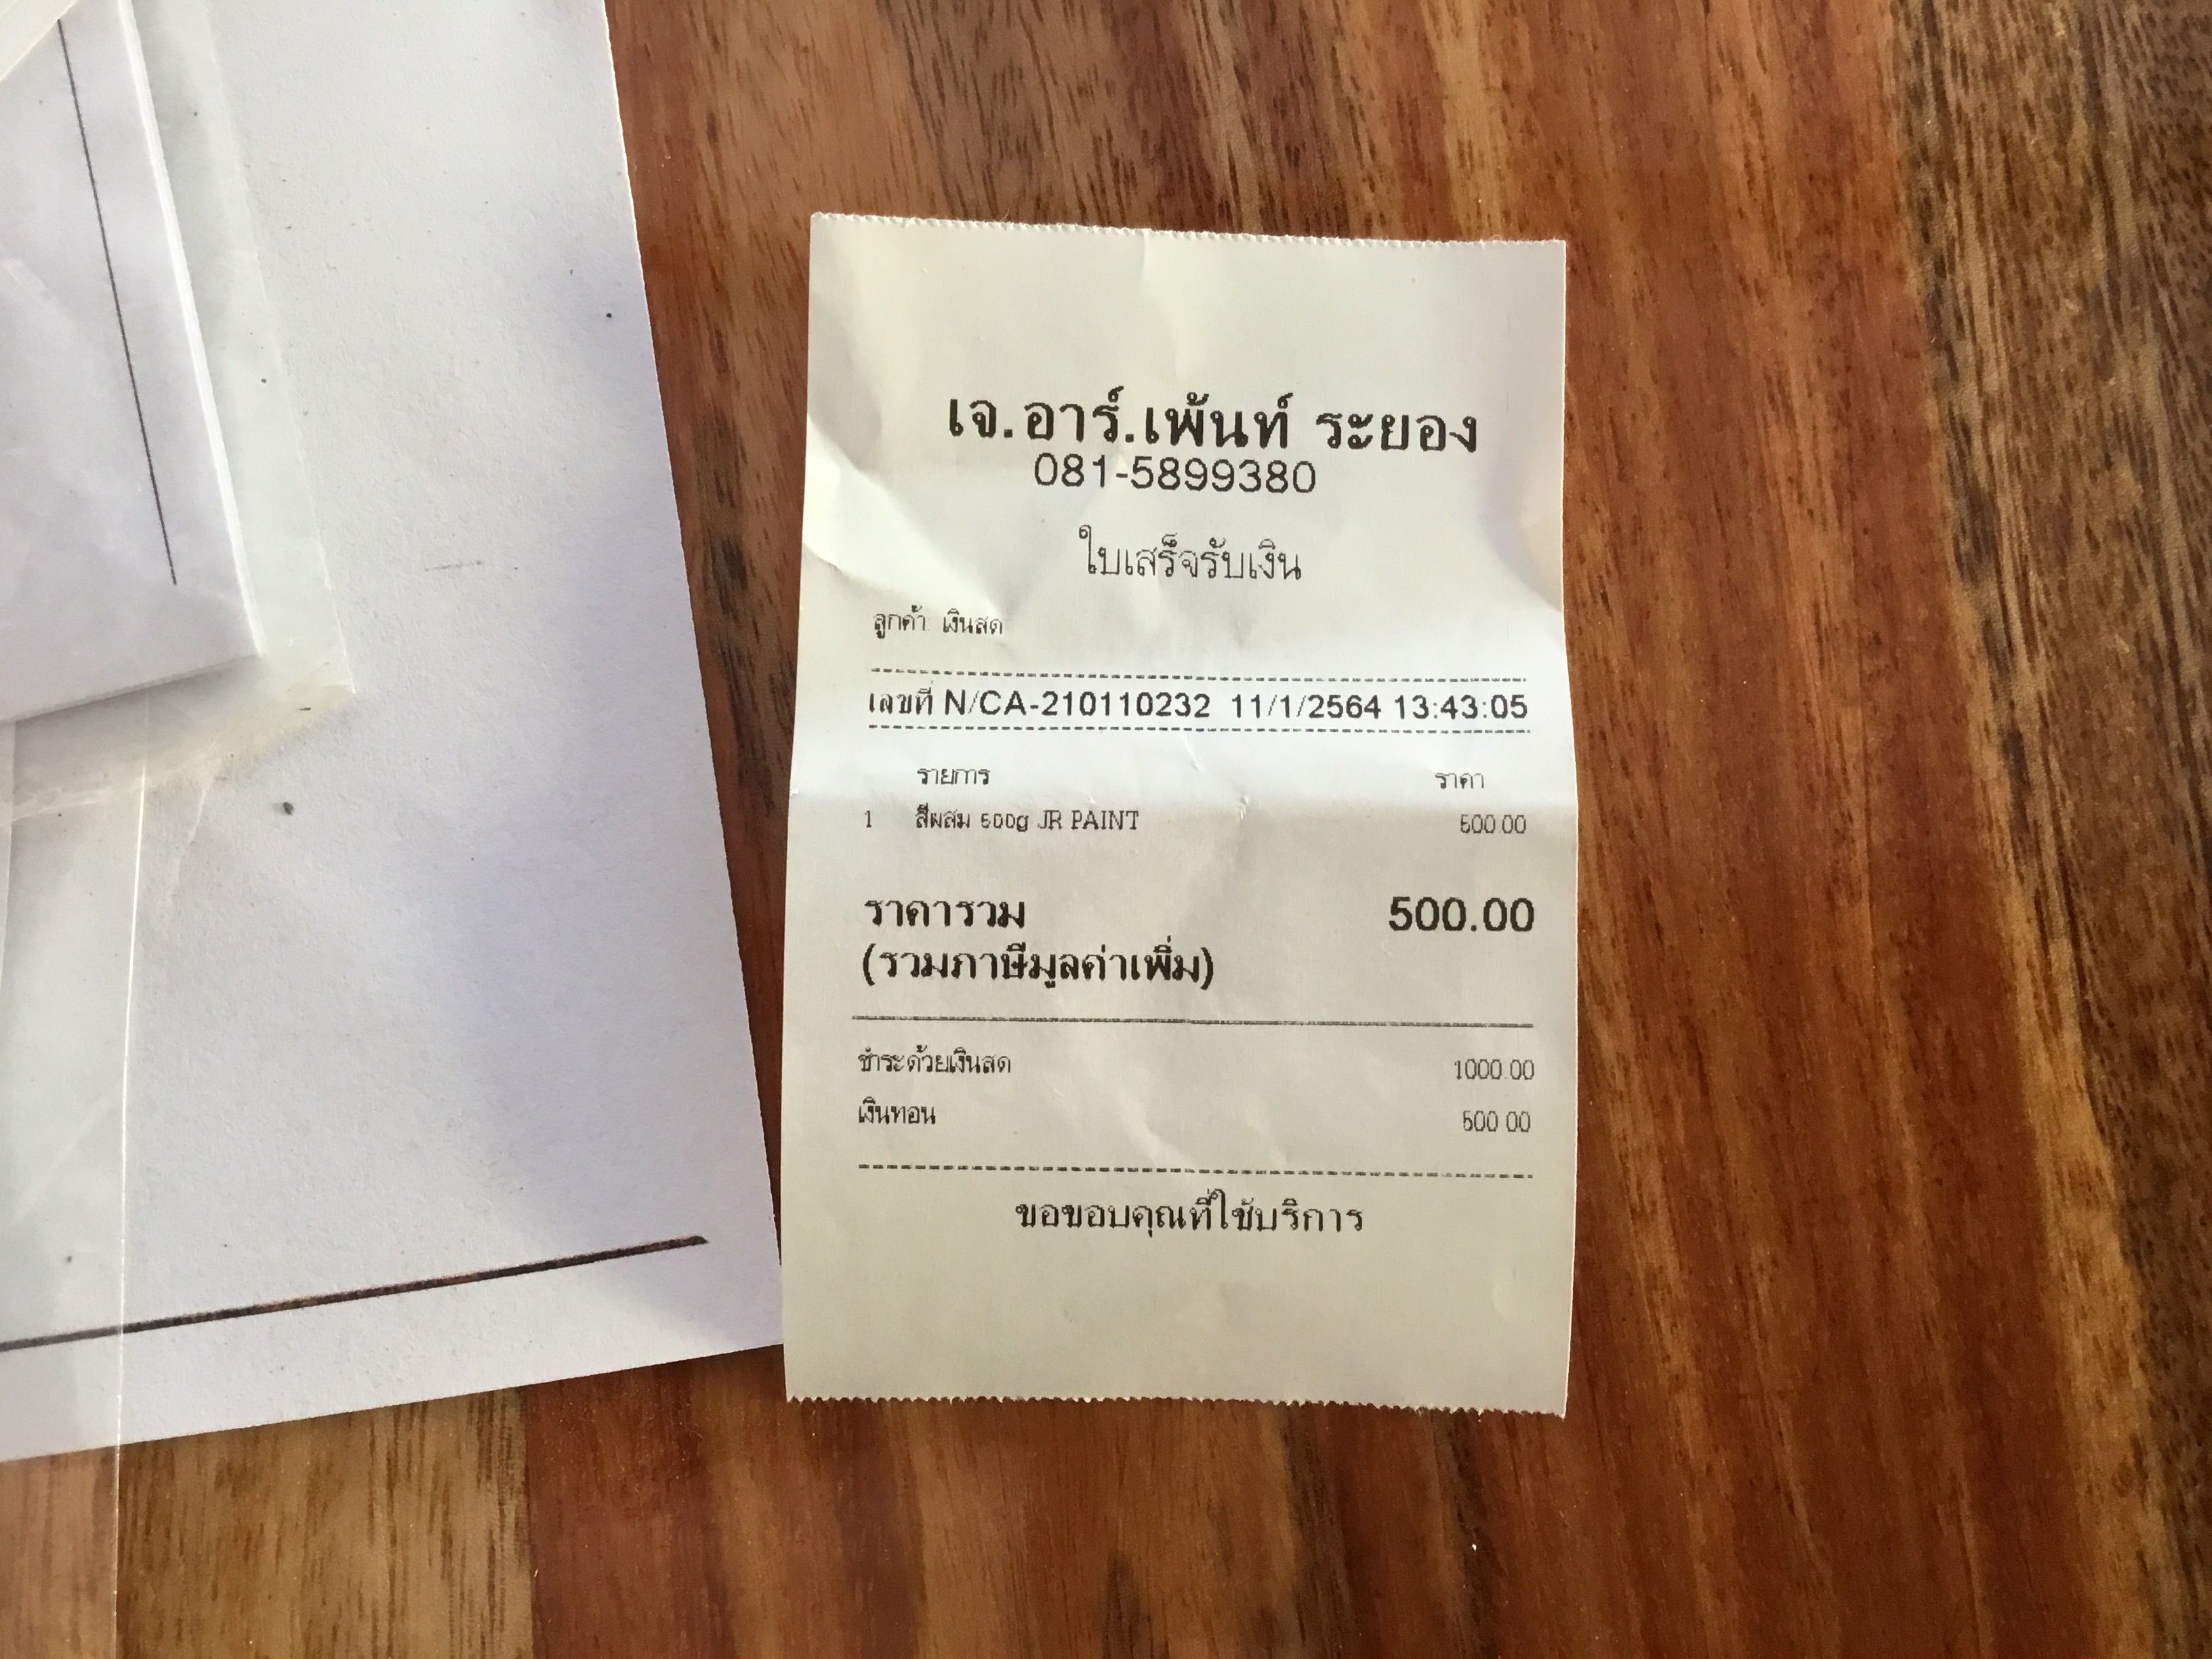 เจ.อาร์.เพ้นท์ ระยอง
081-5899380
ใบเสร็จรับเงิน
ลูกค้า เงินสด
เลขที่ N/CA-210110232 11/1/2564 13:43:05
รายการ ราคา
1 สีผสม 500g JR PAINT 500.00
ราคารวม 500.00
(รวมภาษีมูลค่าเพิ่ม)
ชำระด้วยเงินสด 1000.00
เงินทอน 500.00
ขอขอบคุณที่ใช้บริการ